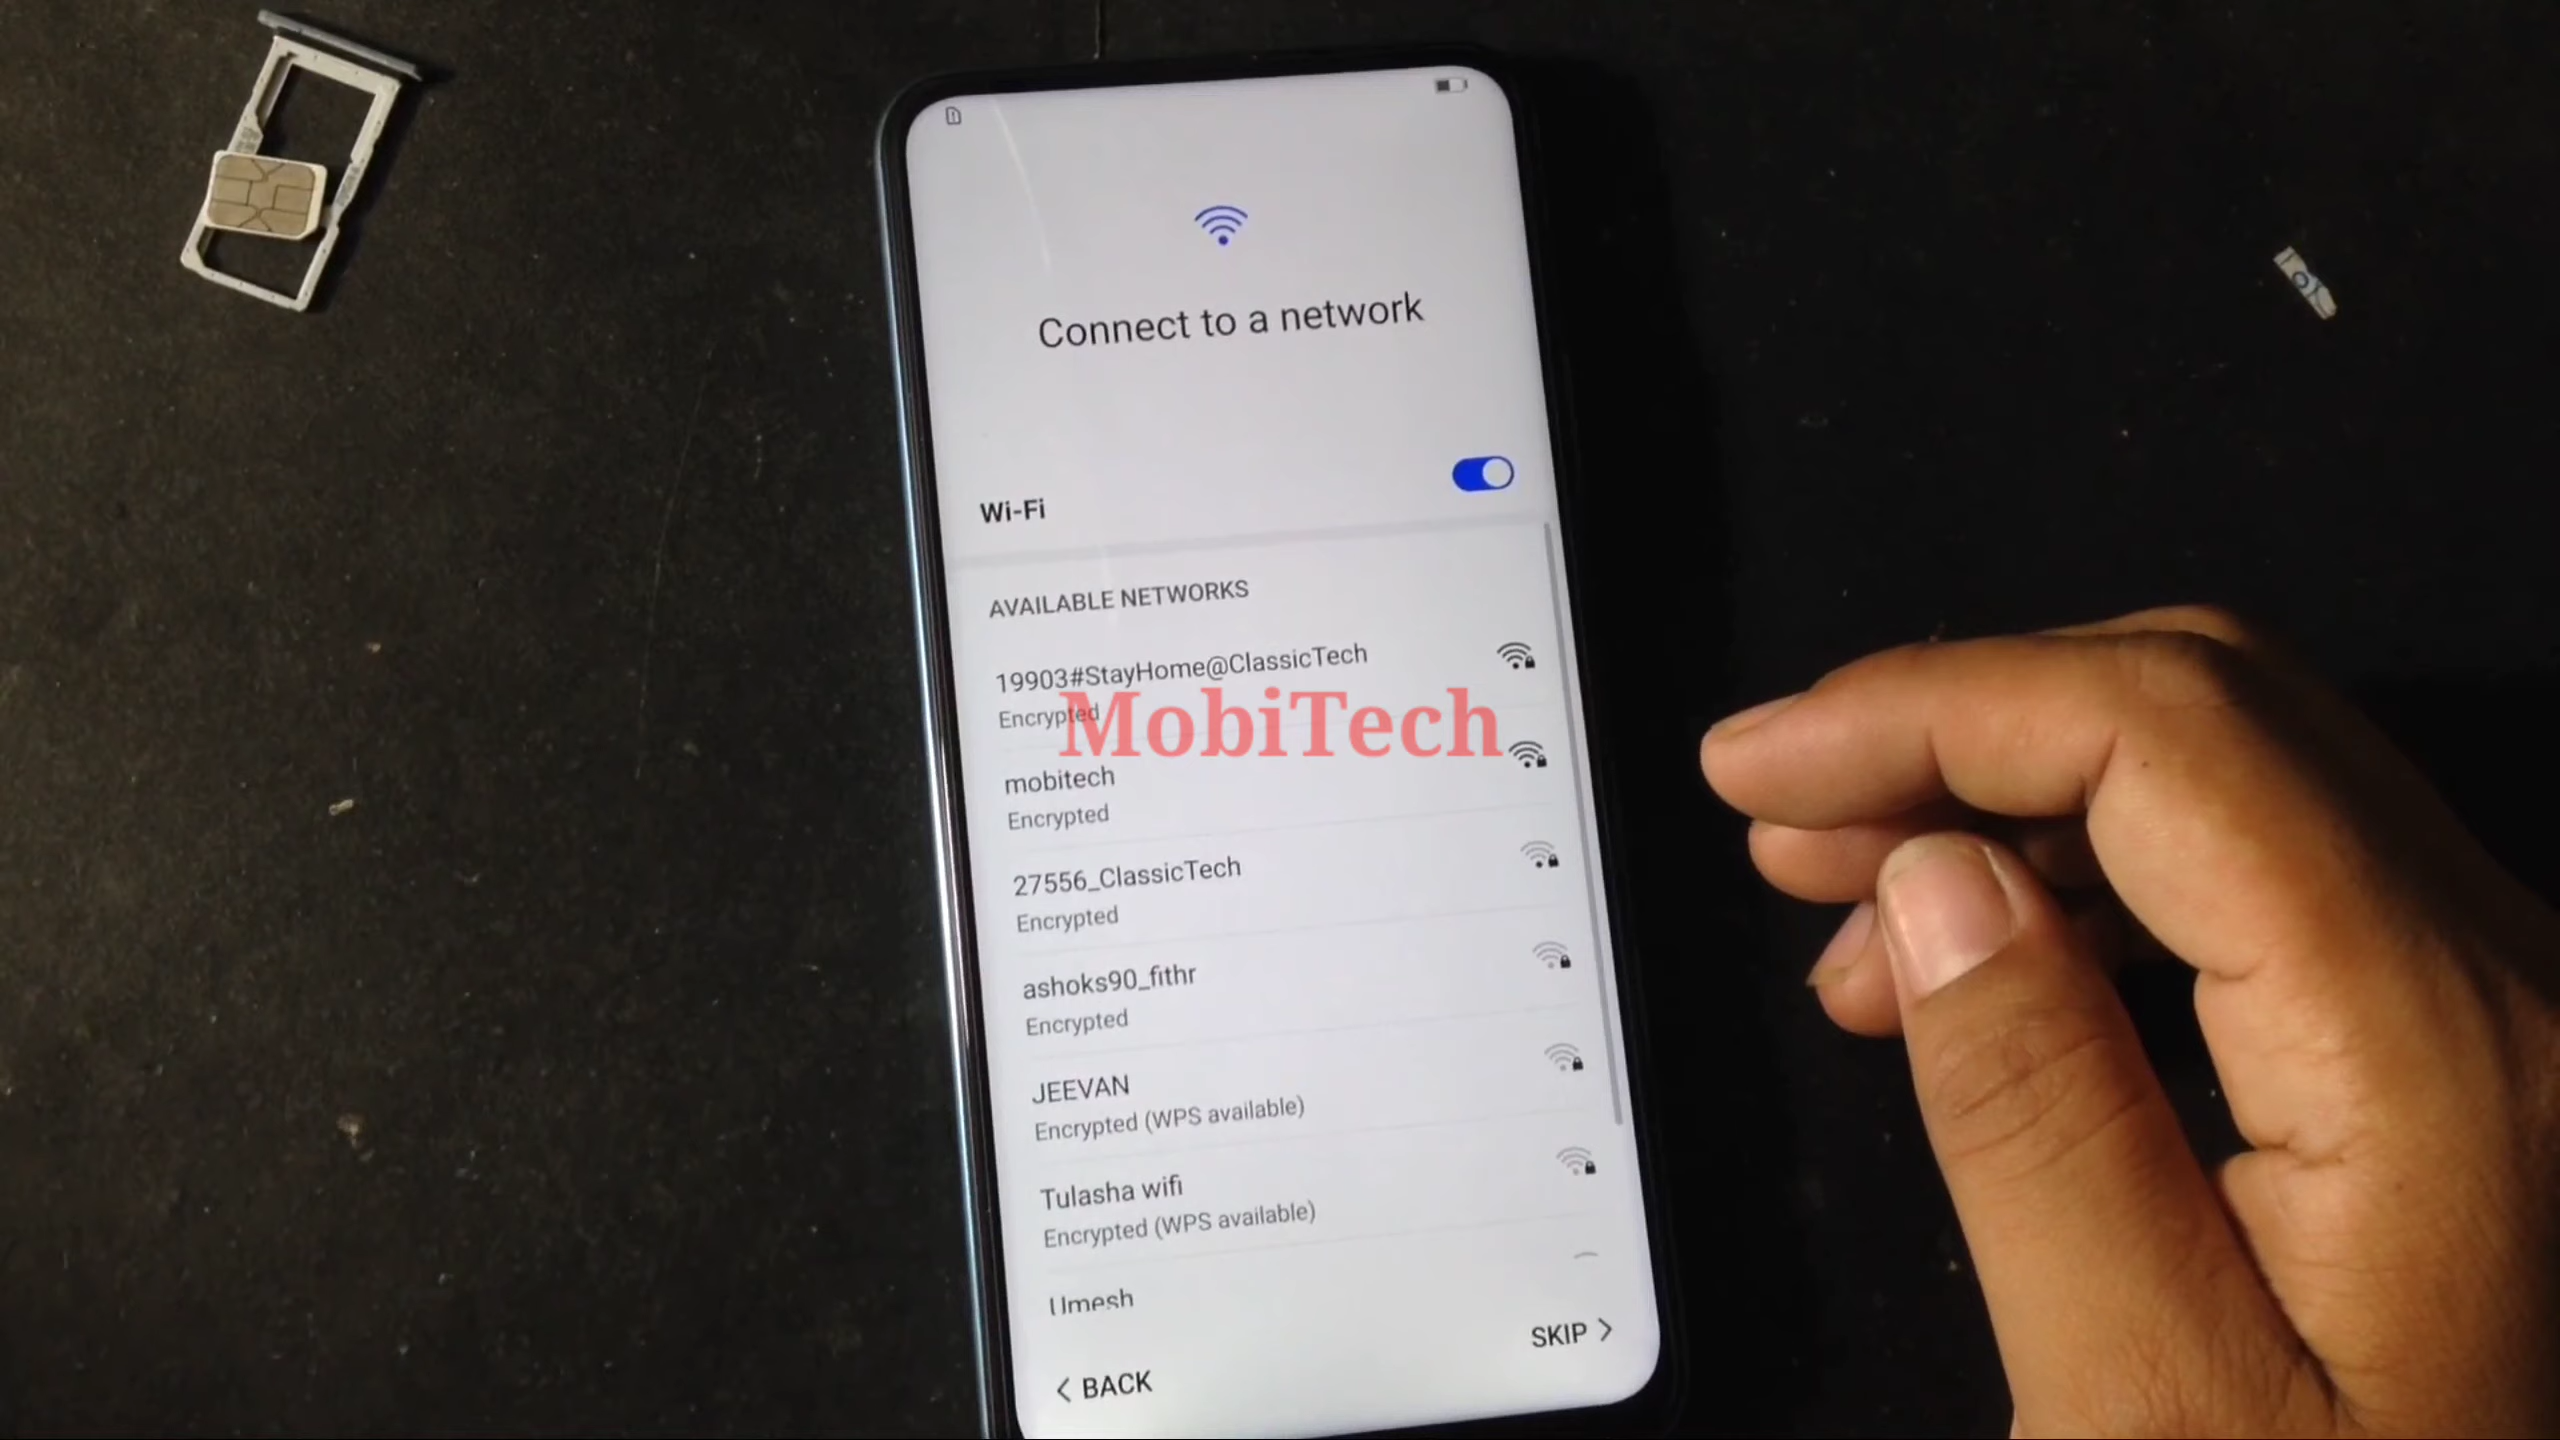 Connect to a network
Wi-Fi
AVAILABLE NETWORKS
19903#StayHome@ClassicTech
Encrypted
MobiTech
mobitech
Encrypted
27556_ClassicTech
Encrypted
ashoks90_fithr
Encrypted
JEEVAN
Encrypted (WPS available)
Tulasha wifi
Encrypted (WPS available)
Umesh
SKIP >
< BACK